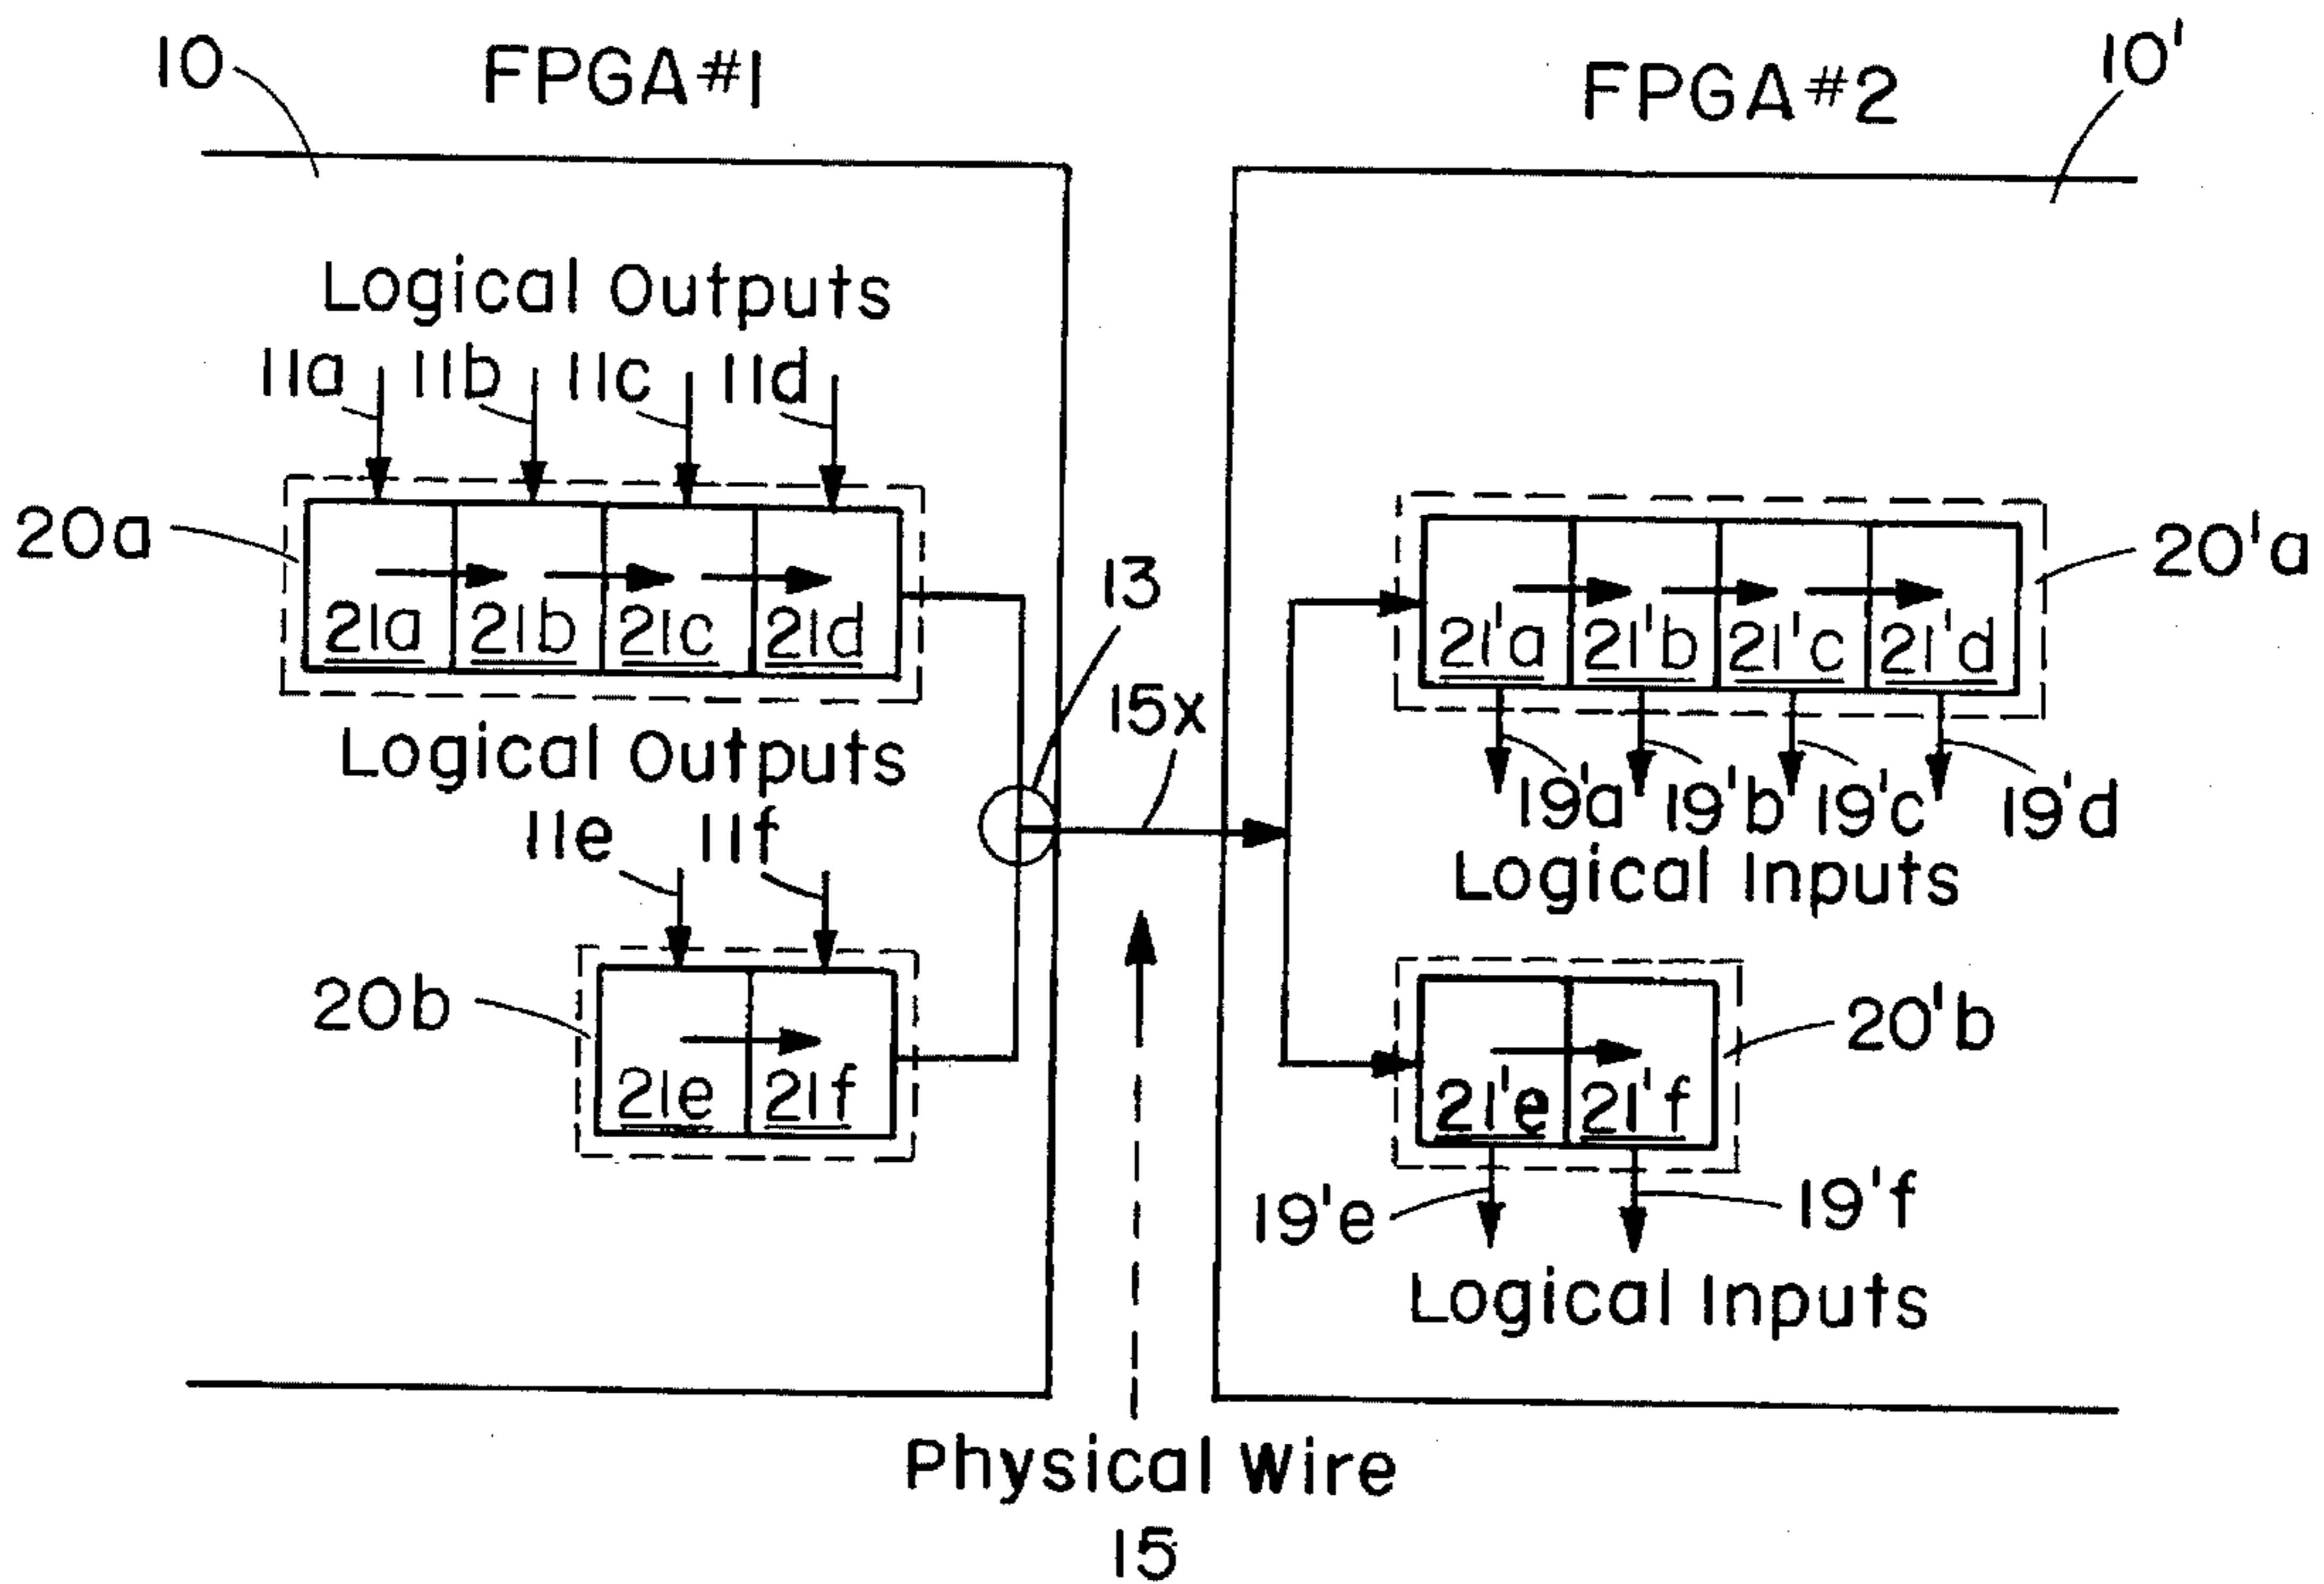 10 FPGA#1 FPGA#2 10'
Logical Outputs
11a 11b 11c 11d
20a
21a 21b 21c 21d
13
15x
21'a 21'b 21'c 21'd
20'a
19'a 19'b 19'c 19'd
Logical Inputs
Logical Outputs
11e 11f
20b
21e 21f
21'e 21'f
20'b
19'e 19'f
Logical Inputs
Physical Wire
15